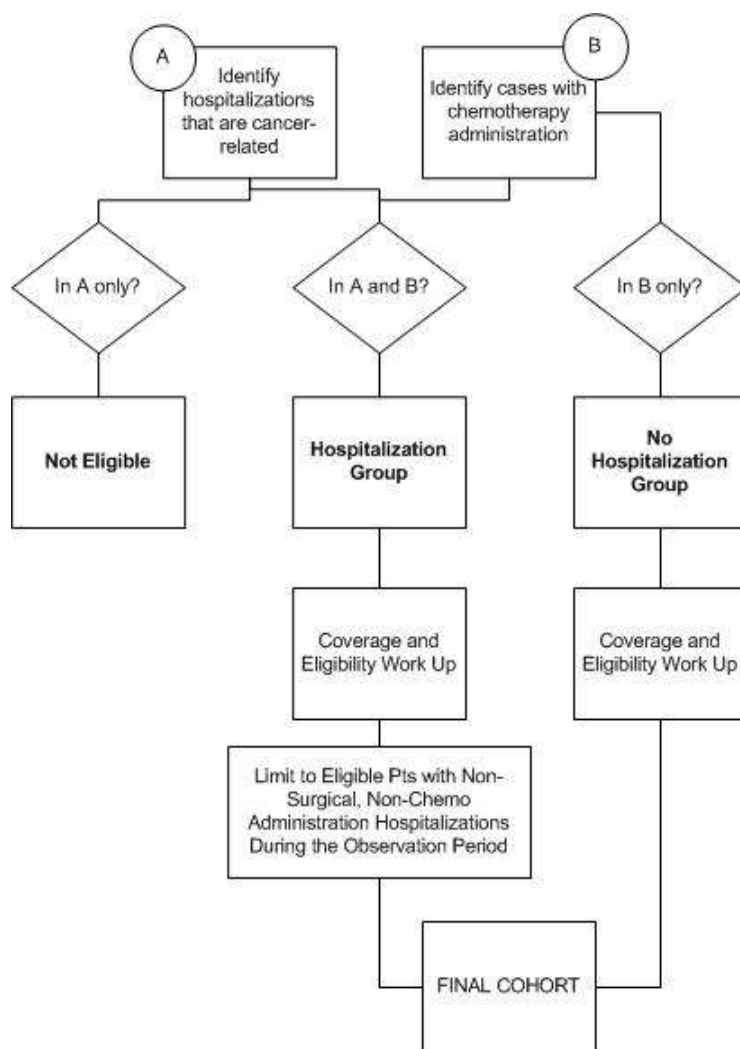 A
Identify
hospitalizations
that are cancer-
related
B
Identify cases with
chemotherapy
administration
In A only?
In A and B?
In B only?
Not Eligible
Hospitalization
Group
No
Hospitalization
Group
Coverage and
Eligibility Work Up
Coverage and
Eligibility Work Up
Limit to Eligible Pts with Non-
Surgical, Non-Chemo
Administration Hospitalizations
During the Observation Period
FINAL COHORT